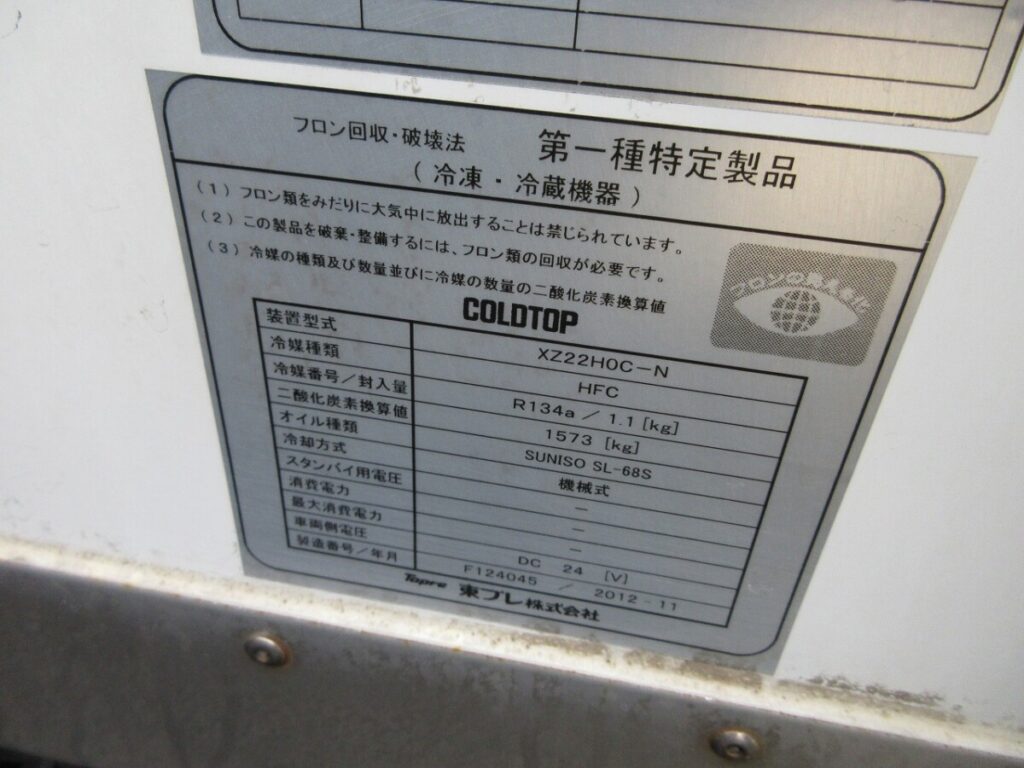 フロン回収・破壊法 第一種特定製品
(冷凍・冷蔵機器)
(1) フロン類をみだりに大気中に放出することは禁じられています。
(2) この製品を破棄・整備するには、フロン類の回収が必要です。
(3) 冷媒の種類及び数量並びに冷媒の数量の二酸化炭素換算値
フロンの見える化
COLDTOP
装置型式 XZ22H0C-N
冷媒種類 HFC
冷媒番号/封入量 R134a / 1.1 [kg]
二酸化炭素換算値 1573 [kg]
オイル種類 SUNISO SL-68S
冷却方式 機械式
スタンバイ用電圧 -
消費電力 -
最大消費電力 -
車両側電圧 DC 24 [V]
製造番号/年月 F124045 / 2012-11
Topre 東プレ株式会社